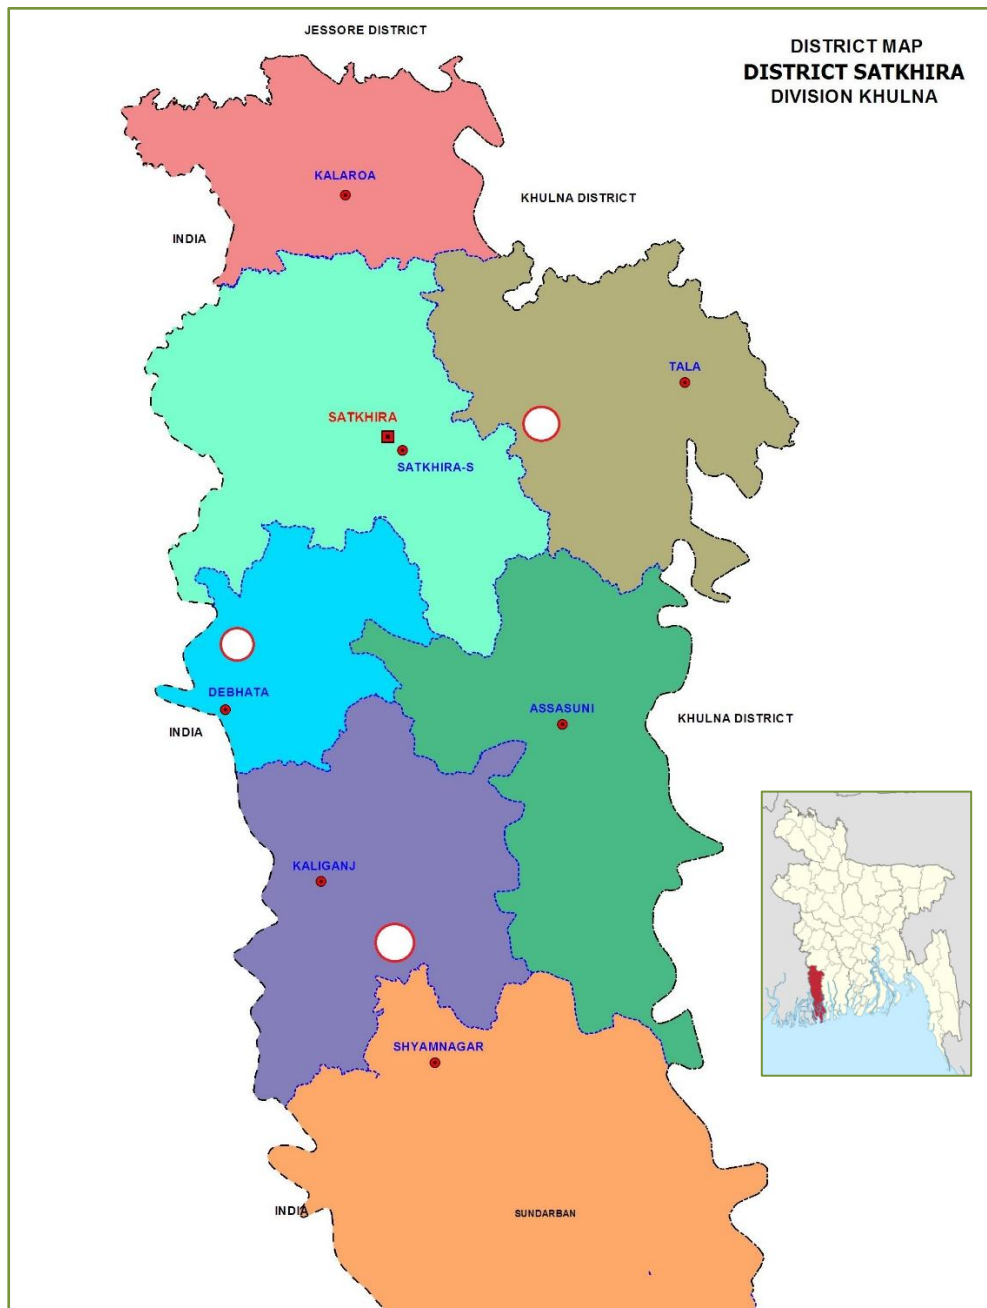 JESSORE DISTRICT
DISTRICT MAP
DISTRICT SATKHIRA
DIVISION KHULNA
KALAROA
KHULNA DISTRICT
INDIA
TALA
SATKHIRA
SATKHIRA-S
DEBHATA
ASSASUNI
INDIA
KHULNA DISTRICT
KALIGANJ
SHYAMNAGAR
INDIA
SUNDARBAN